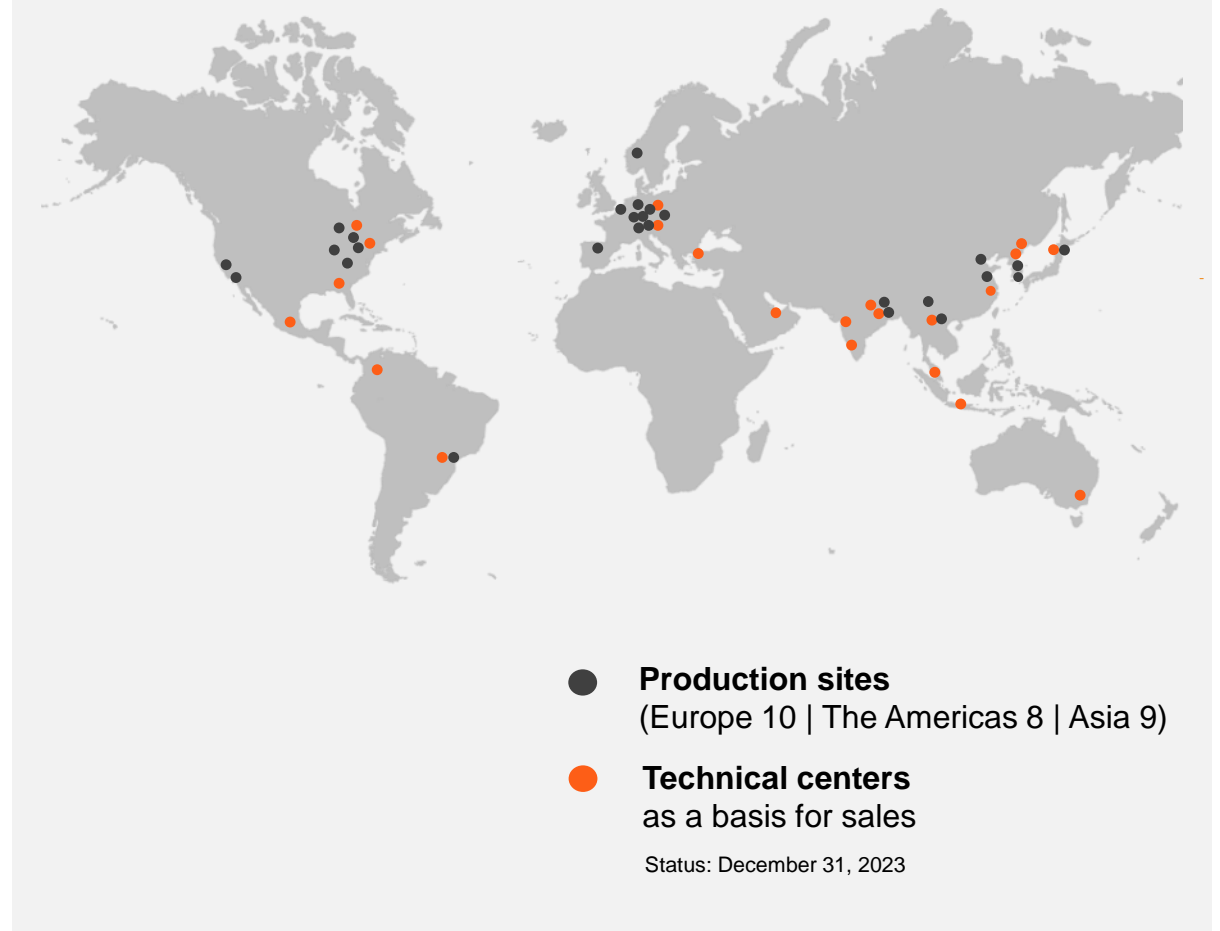 Production sites
(Europe 10 | The Americas 8 | Asia 9)
Technical centers
as a basis for sales
Status: December 31, 2023